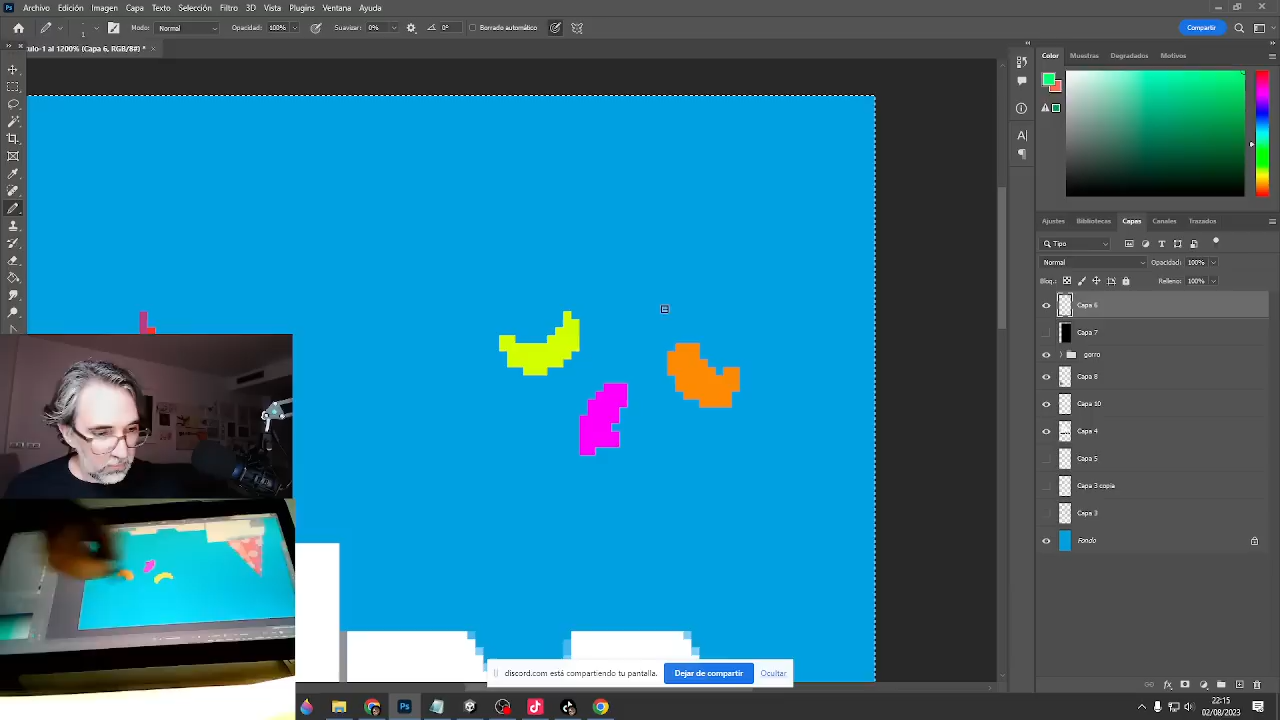 Ps Archivo Edición Imagen Capa Texto Selección Filtro 3D Vista Plugins Ventana Ayuda
Modo: Normal Opacidad: 100% Suavizar: 0% 0° Borrado automático Compartir
ulo-1 al 1200% (Capa 6, RGB/8#) * ×
Color Muestras Degradados Motivos
Ajustes Bibliotecas Capas Canales Trazados
Tipo
Normal Opacidad: 100%
Bloq.: Relleno: 100%
Capa 6
Capa 7
gorro
Capa 8
Capa 10
Capa 4
Capa 5
Capa 3 copia
Capa 3
Fondo
discord.com está compartiendo tu pantalla. Dejar de compartir Ocultar
22:15
02/08/2023